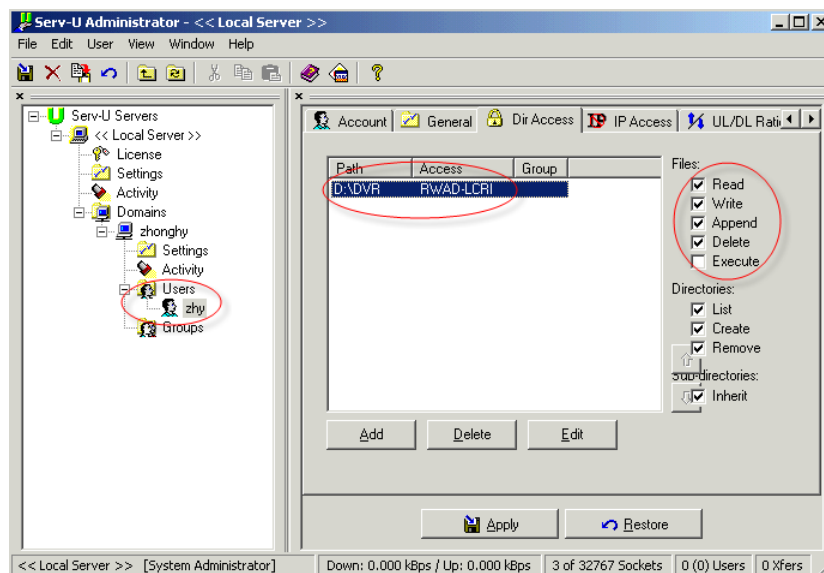 Serv-U Administrator - << Local Server >>
File Edit User View Window Help
Serv-U Servers
<< Local Server >>
License
Settings
Activity
Domains
zhonghy
Settings
Activity
Users
zhy
Groups
Account General Dir Access IP Access UL/DL Rati
Path Access Group
D:\DVR RWAD-LCRI
Files:
Read
Write
Append
Delete
Execute
Directories:
List
Create
Remove
Sub-directories:
Inherit
Add Delete Edit
Apply Restore
<< Local Server >> [System Administrator] Down: 0.000 kBps / Up: 0.000 kBps 3 of 32767 Sockets 0 (0) Users 0 Xfers